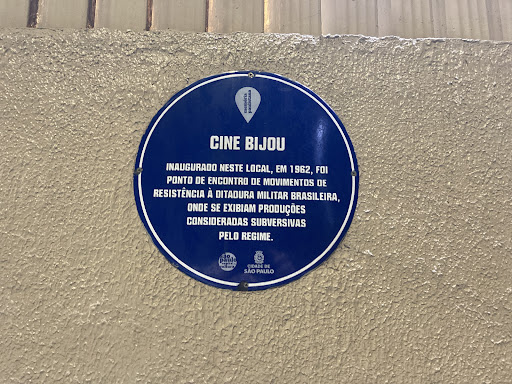 CINE BIJOU
INAUGURADO NESTE LOCAL, EM 1962, FOI
PONTO DE ENCONTRO DE MOVIMENTOS DE
RESISTÊNCIA À DITADURA MILITAR BRASILEIRA,
ONDE SE EXIBIAM PRODUÇÕES
CONSIDERADAS SUBVERSIVAS
PELO REGIME.
CIDADE DE
SÃO PAULO